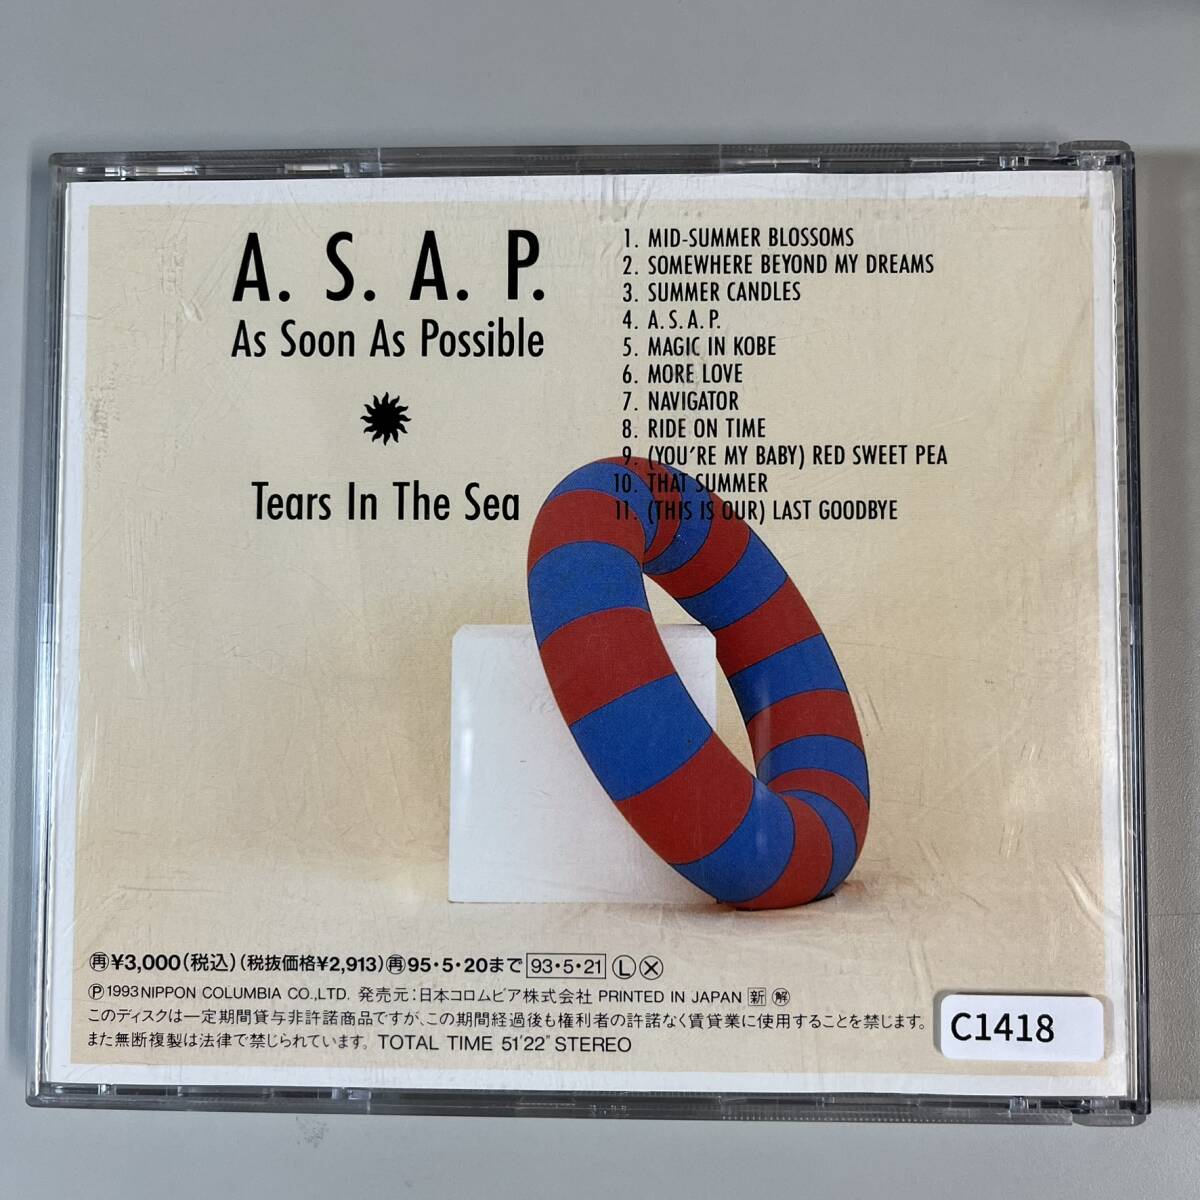 A. S. A. P.
As Soon As Possible
Tears In The Sea
1. MID-SUMMER BLOSSOMS
2. SOMEWHERE BEYOND MY DREAMS
3. SUMMER CANDLES
4. A.S.A.P.
5. MAGIC IN KOBE
6. MORE LOVE
7. NAVIGATOR
8. RIDE ON TIME
9. (YOU'RE MY BABY) RED SWEET PEA
10. THAT SUMMER
11. (THIS IS OUR) LAST GOODBYE
再¥3,000(税込)(税抜価格¥2,913)再95・5・20まで 93・5・21 L X
Ⓟ1993 NIPPON COLUMBIA CO.,LTD. 発売元:日本コロムビア株式会社 PRINTED IN JAPAN 新 解
このディスクは一定期間貸与非許諾商品ですが、この期間経過後も権利者の許諾なく賃貸業に使用することを禁じます。
また無断複製は法律で禁じられています。 TOTAL TIME 51'22" STEREO
C1418